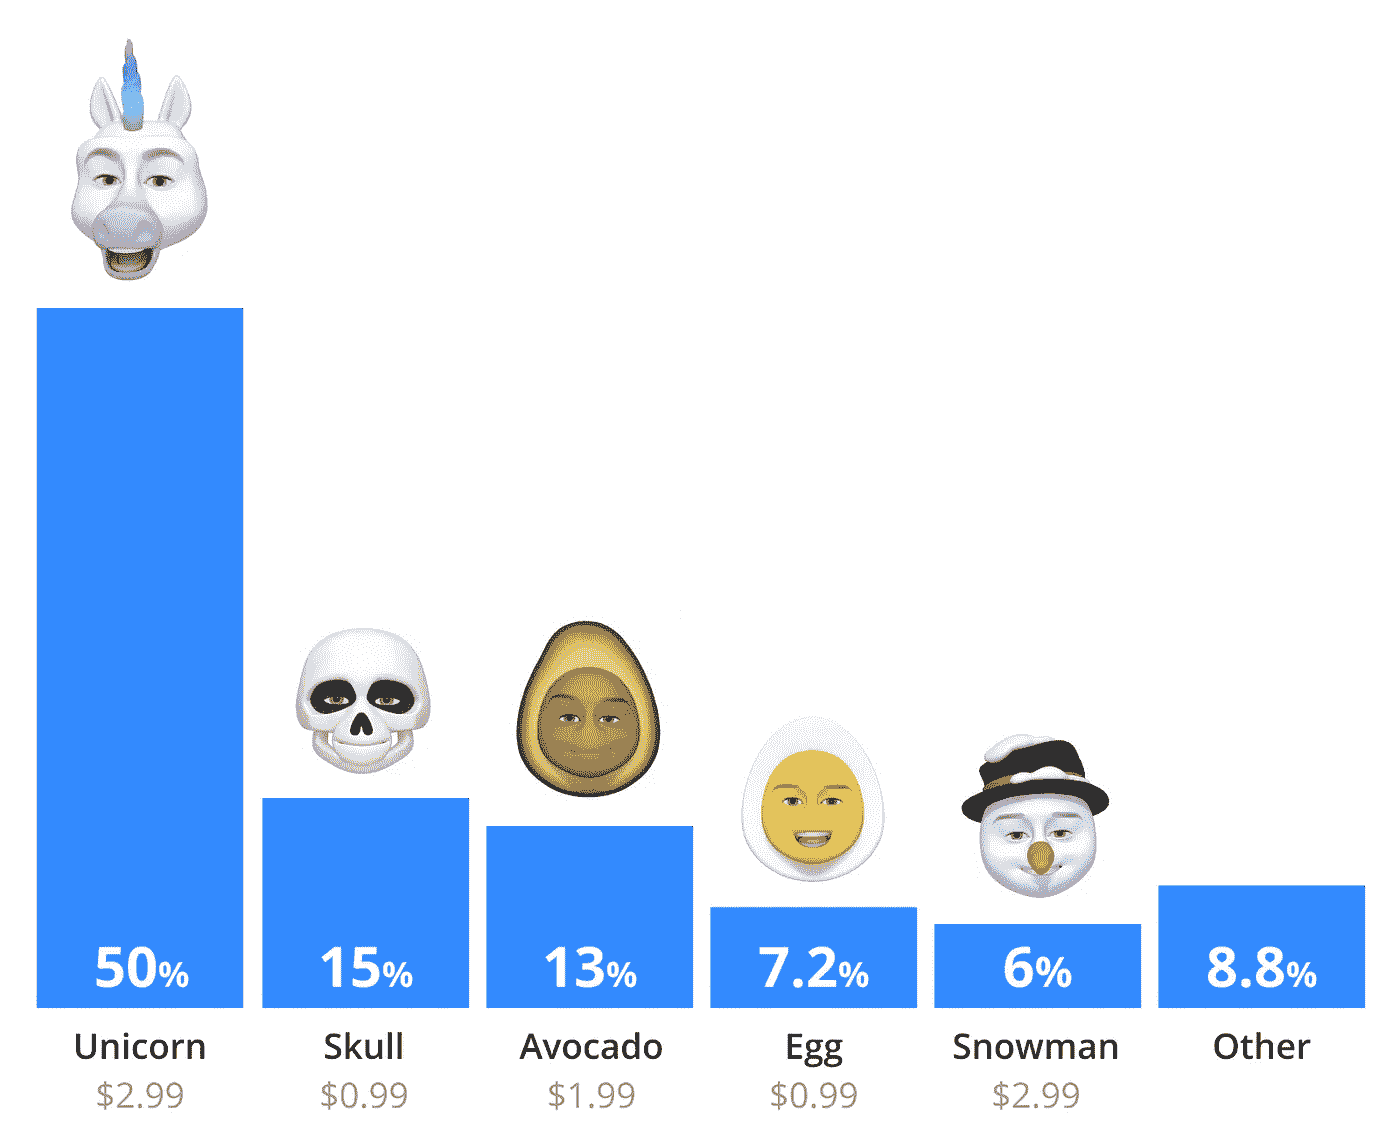 50% 15% 13% 7.2% 6% 8.8%
Unicorn Skull Avocado Egg Snowman Other
$2.99 $0.99 $1.99 $0.99 $2.99